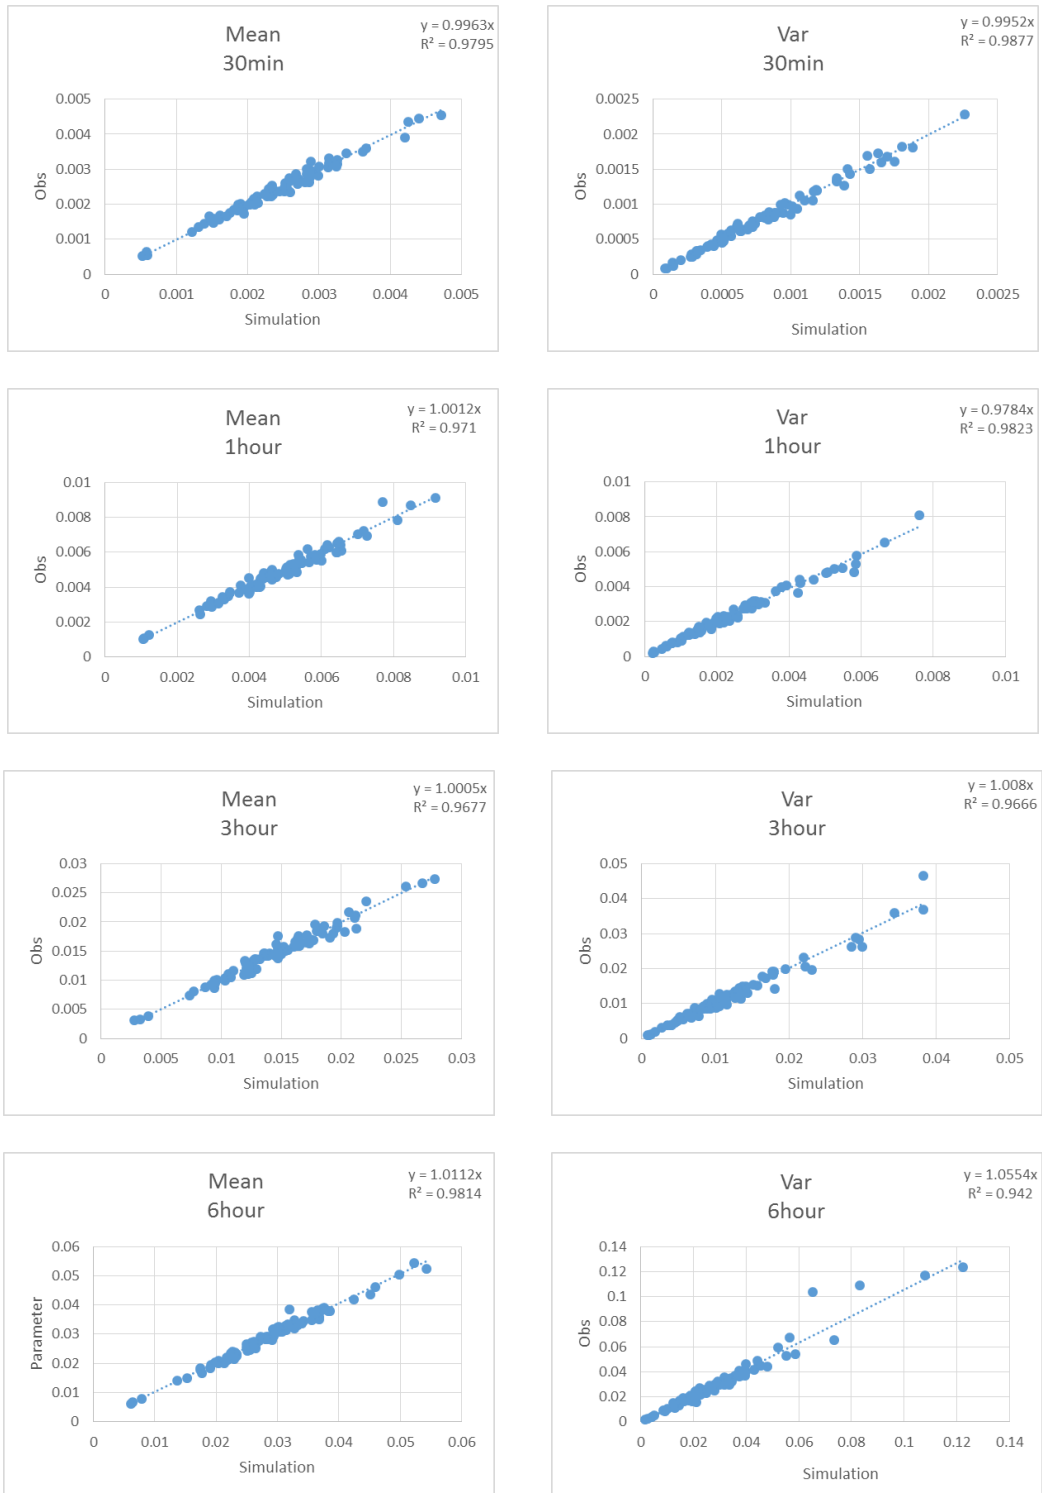 Mean
30min
y = 0.9963x
R² = 0.9795
0.005
0.004
0.003
0.002
0.001
0
Obs
0 0.001 0.002 0.003 0.004 0.005
Simulation
Var
30min
y = 0.9952x
R² = 0.9877
0.0025
0.002
0.0015
0.001
0.0005
0
Obs
0 0.0005 0.001 0.0015 0.002 0.0025
Simulation
Mean
1hour
y = 1.0012x
R² = 0.971
0.01
0.008
0.006
0.004
0.002
0
Obs
0 0.002 0.004 0.006 0.008 0.01
Simulation
Var
1hour
y = 0.9784x
R² = 0.9823
0.01
0.008
0.006
0.004
0.002
0
Obs
0 0.002 0.004 0.006 0.008 0.01
Simulation
Mean
3hour
y = 1.0005x
R² = 0.9677
0.03
0.025
0.02
0.015
0.01
0.005
0
Obs
0 0.005 0.01 0.015 0.02 0.025 0.03
Simulation
Var
3hour
y = 1.008x
R² = 0.9666
0.05
0.04
0.03
0.02
0.01
0
Obs
0 0.01 0.02 0.03 0.04 0.05
Simulation
Mean
6hour
y = 1.0112x
R² = 0.9814
0.06
0.05
0.04
0.03
0.02
0.01
0
Parameter
0 0.01 0.02 0.03 0.04 0.05 0.06
Simulation
Var
6hour
y = 1.0554x
R² = 0.942
0.14
0.12
0.1
0.08
0.06
0.04
0.02
0
Obs
0 0.02 0.04 0.06 0.08 0.1 0.12 0.14
Simulation